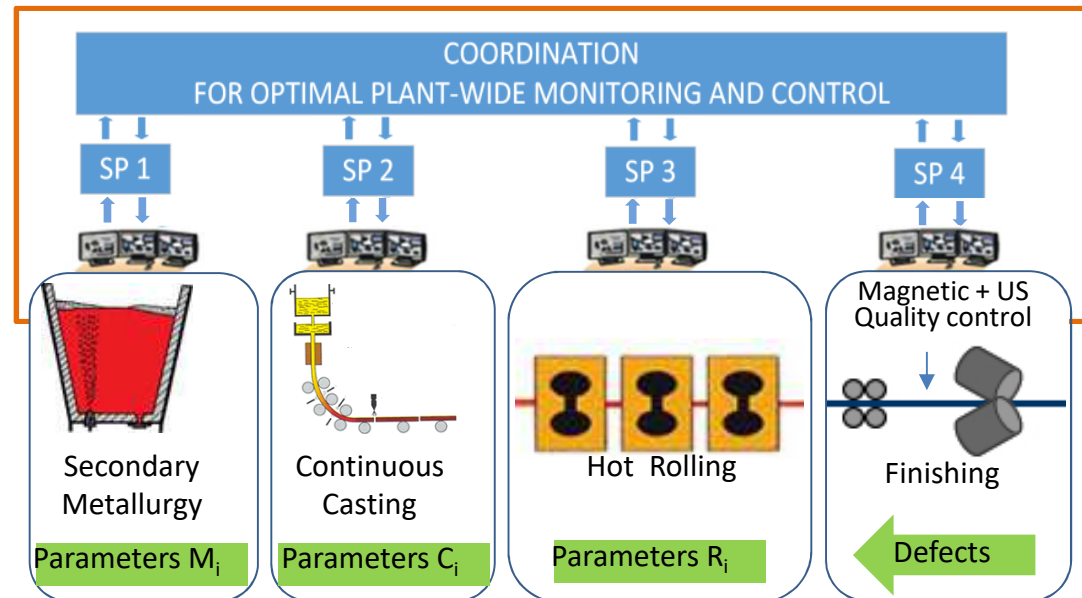 COORDINATION
FOR OPTIMAL PLANT-WIDE MONITORING AND CONTROL
SP 1
SP 2
SP 3
SP 4
Secondary
Metallurgy
Parameters Mi
Continuous
Casting
Parameters Ci
Hot Rolling
Parameters Ri
Magnetic + US
Quality control
Finishing
Defects